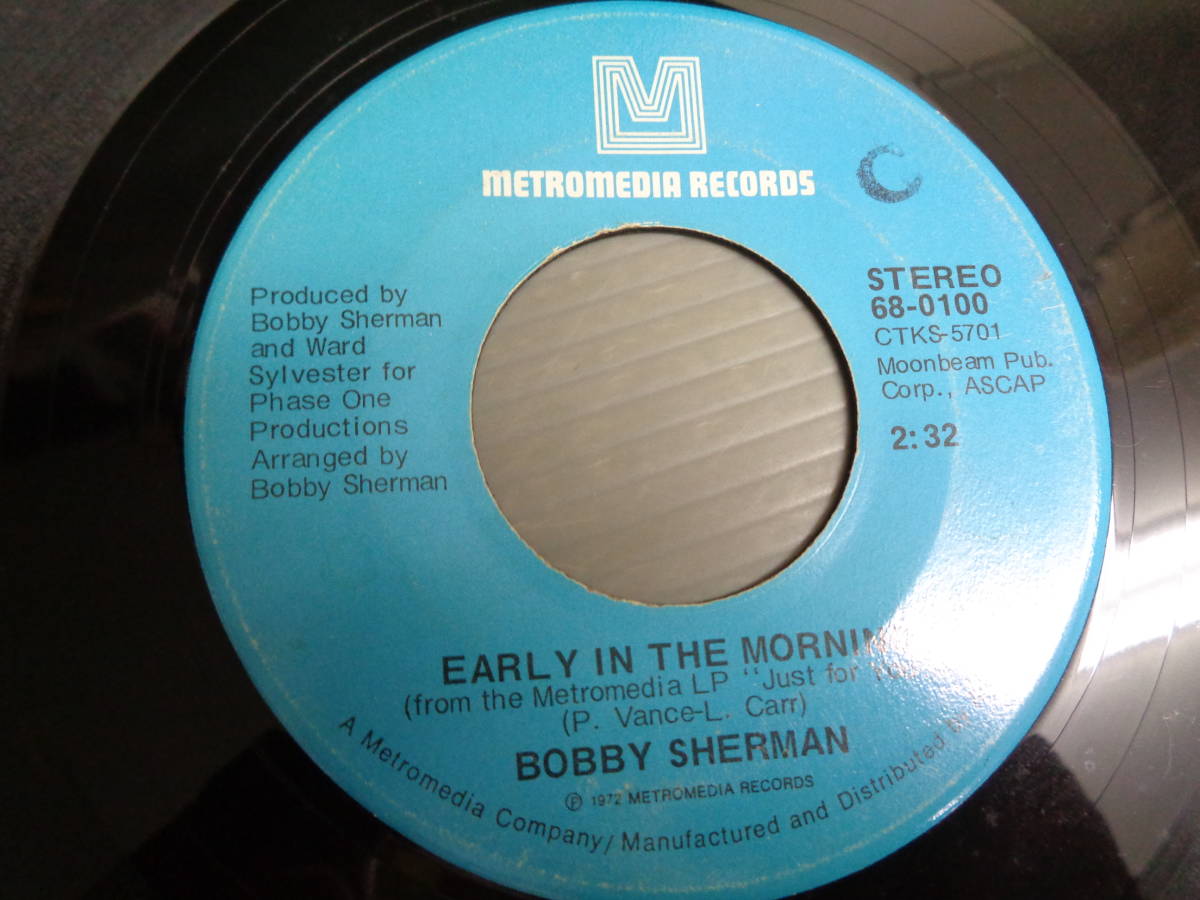 METROMEDIA RECORDS
C
STEREO
68-0100
CTKS-5701
Moonbeam Pub.
Corp., ASCAP
2:32
Produced by
Bobby Sherman
and Ward
Sylvester for
Phase One
Productions
Arranged by
Bobby Sherman
EARLY IN THE MORNIN
(from the Metromedia LP "Just for
(P. Vance-L. Carr)
BOBBY SHERMAN
Ⓟ 1972 METROMEDIA RECORDS
A Metromedia Company/Manufactured and Distributed